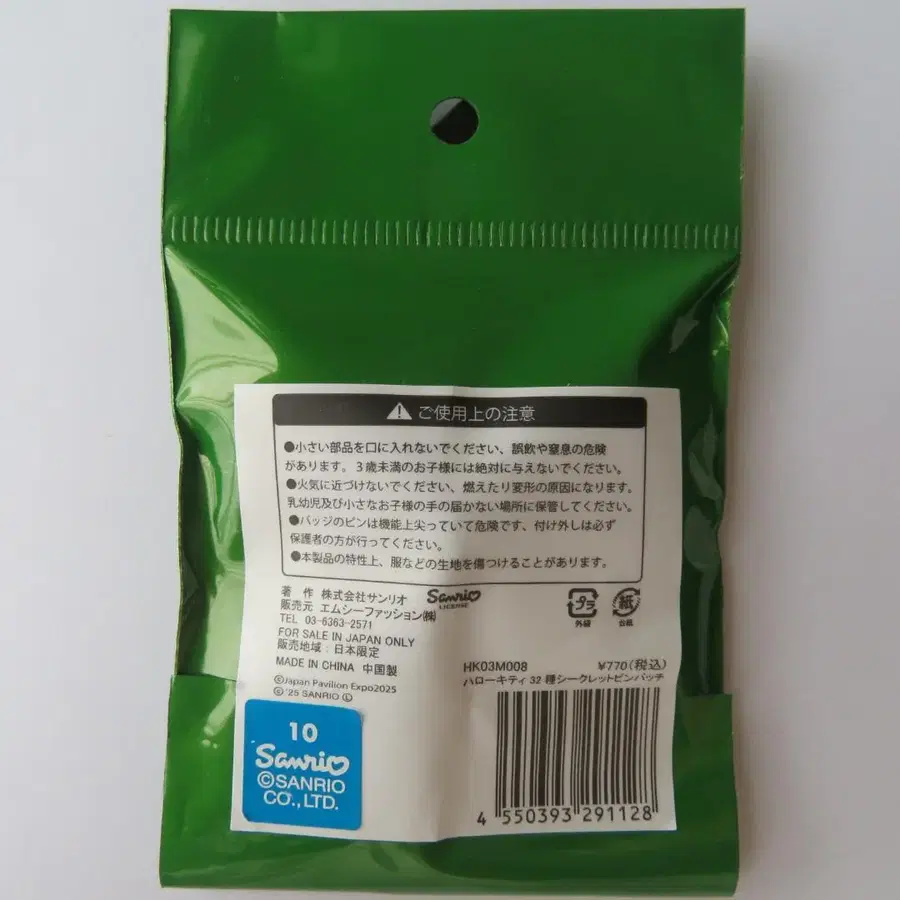 ⚠ ご使用上の注意
●小さい部品を口に入れないでください、誤飲や窒息の危険
があります。3歳未満のお子様には絶対に与えないでください。
●火気に近づけないでください、燃えたり変形の原因になります。
乳幼児及び小さなお子様の手の届かない場所に保管してください。
●バッジのピンは機能上尖っていて危険です、付け外しは必ず
保護者の方が行ってください。
●本製品の特性上、服などの生地を傷つけることがあります。
著 作 株式会社サンリオ
販売元 エムシーファッション㈱
TEL 03-6363-2571
FOR SALE IN JAPAN ONLY
販売地域：日本限定
MADE IN CHINA 中国製
©Japan Pavilion Expo2025
©'25 SANRIO Ⓛ
Sanrio
LICENSE
プラ
外袋
紙
台紙
HK03M008 ¥770(税込)
ハローキティ 32 種シークレットピンバッチ
4 550393 291128
10
Sanrio
©SANRIO
CO.,LTD.